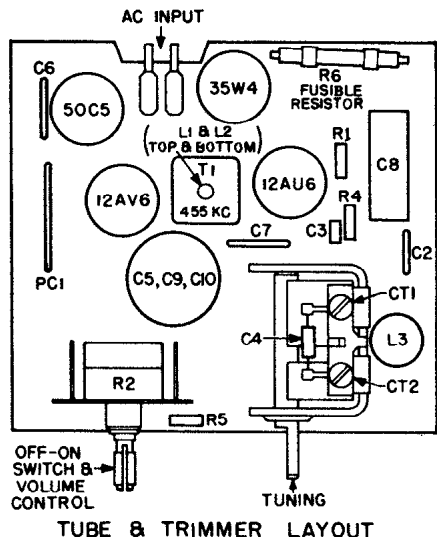 AC INPUT
C6
50C5
35W4
R6
FUSIBLE
RESISTOR
(L1 & L2
TOP & BOTTOM)
T1
455 KC
12AV6
12AU6
R1
R4
C8
C3
C7
C2
PC1
C5, C9, C10
CT1
C4
L3
CT2
R2
R5
OFF-ON
SWITCH &
VOLUME
CONTROL
TUNING
TUBE & TRIMMER LAYOUT